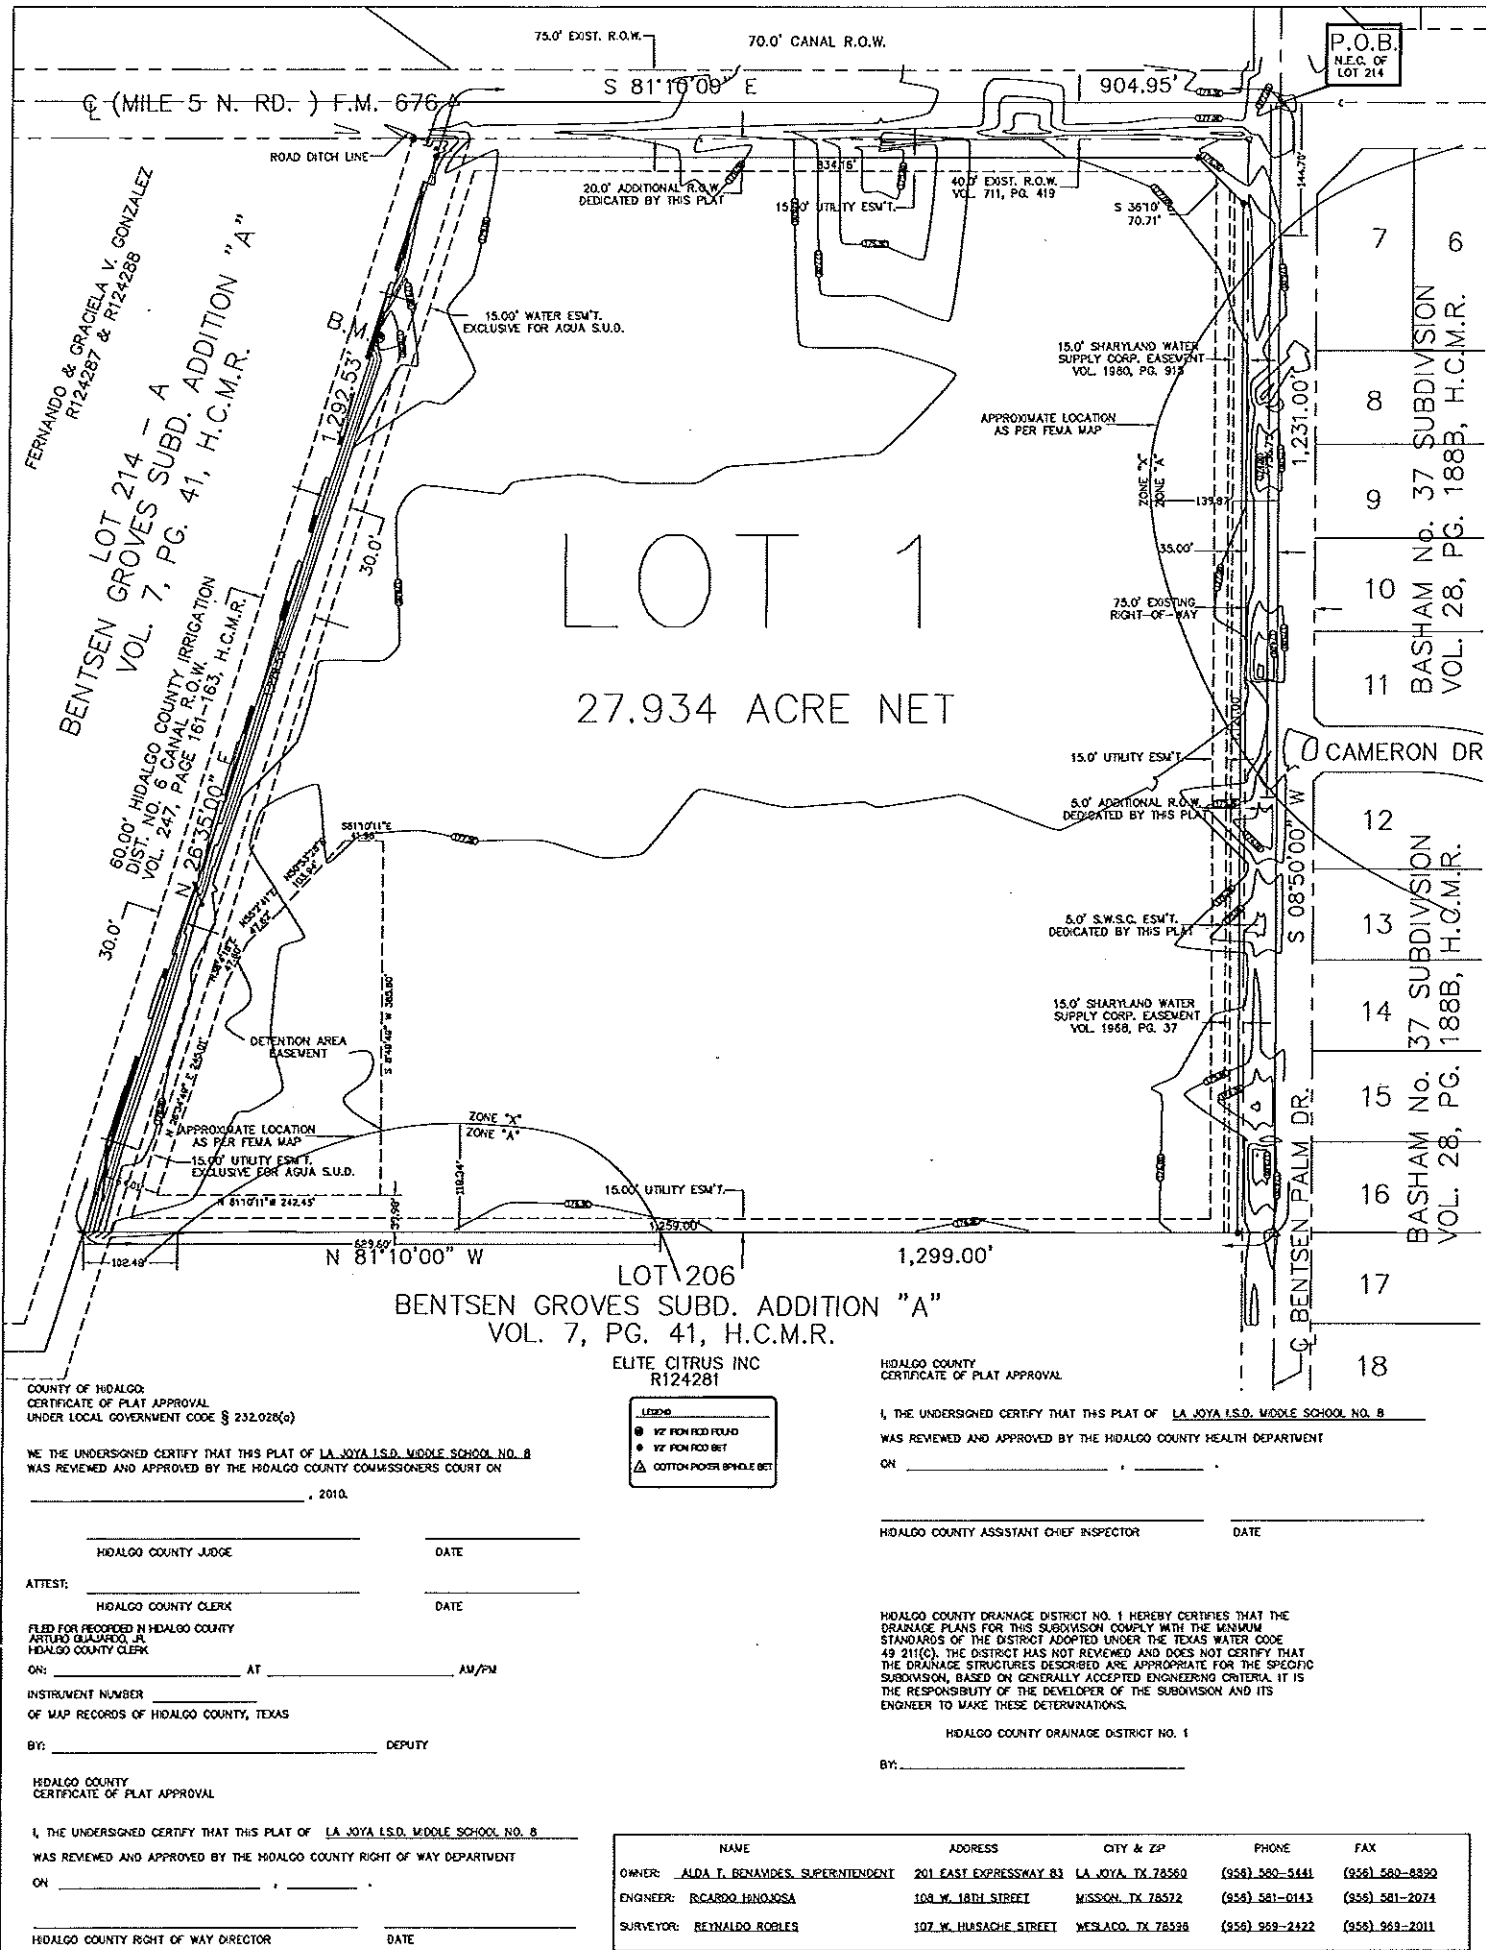 75.0' EXIST. R.O.W.
70.0' CANAL R.O.W.
P.O.B.
N.E.C. OF
LOT 214
S 81°10'09" E
904.95'
℄ (MILE 5 N. RD. ) F.M. 676
ROAD DITCH LINE
20.0' ADDITIONAL R.O.W.
DEDICATED BY THIS PLAT
834.16'
15.00' UTILITY ESM'T.
40.0' EXIST. R.O.W.
VOL. 711, PG. 419
S 36°10'
70.71'
144.70'
FERNANDO & GRACIELA V. GONZALEZ
R124287 & R124288
LOT 214 - A
BENTSEN GROVES SUBD. ADDITION "A"
VOL. 7, PG. 41, H.C.M.R.
B.M.
1,292.53'
15.00' WATER ESM'T.
EXCLUSIVE FOR AGUA S.U.D.
15.0' SHARYLAND WATER
SUPPLY CORP. EASEMENT
VOL. 1980, PG. 915
APPROXIMATE LOCATION
AS PER FEMA MAP
ZONE "X"
ZONE "A"
139.87'
35.00'
1,231.00'
75.0' EXISTING
RIGHT-OF-WAY
30.0'
LOT 1
27.934 ACRE NET
7
6
8
9
10
11
BASHAM No. 37 SUBDIVISION
VOL. 28, PG. 188B, H.C.M.R.
CAMERON DR
60.00' HIDALGO COUNTY IRRIGATION
DIST. NO. 6 CANAL R.O.W.
VOL. 247, PAGE 161-163, H.C.M.R.
N 26°35'00" E
30.0'
15.0' UTILITY ESM'T.
5.0' ADDITIONAL R.O.W.
DEDICATED BY THIS PLAT
5.0' S.W.S.C. ESM'T.
DEDICATED BY THIS PLAT
15.0' SHARYLAND WATER
SUPPLY CORP. EASEMENT
VOL. 1968, PG. 37
S 08°50'00" W
12
13
14
15
16
17
18
BASHAM No. 37 SUBDIVISION
VOL. 28, PG. 188B, H.C.M.R.
℄ BENTSEN PALM DR.
S81°10'11"E
DETENTION AREA
EASEMENT
APPROXIMATE LOCATION
AS PER FEMA MAP
15.00' UTILITY ESM'T.
EXCLUSIVE FOR AGUA S.U.D.
N 81°10'11" W 242.45'
ZONE "X"
ZONE "A"
15.00' UTILITY ESM'T.
1,259.00'
629.60'
102.48'
N 81°10'00" W
1,299.00'
LOT 206
BENTSEN GROVES SUBD. ADDITION "A"
VOL. 7, PG. 41, H.C.M.R.
ELITE CITRUS INC
R124281
LEGEND
1/2" IRON ROD FOUND
1/2" IRON ROD SET
COTTON PICKER SPINDLE SET
COUNTY OF HIDALGO:
CERTIFICATE OF PLAT APPROVAL
UNDER LOCAL GOVERNMENT CODE § 232.028(a)
WE THE UNDERSIGNED CERTIFY THAT THIS PLAT OF LA JOYA I.S.D. MIDDLE SCHOOL NO. 8
WAS REVIEWED AND APPROVED BY THE HIDALGO COUNTY COMMISSIONERS COURT ON
, 2010.
HIDALGO COUNTY JUDGE DATE
ATTEST:
HIDALGO COUNTY CLERK DATE
FILED FOR RECORDED IN HIDALGO COUNTY
ARTURO GUAJARDO, JR.
HIDALGO COUNTY CLERK
ON: AT AM/PM
INSTRUMENT NUMBER
OF MAP RECORDS OF HIDALGO COUNTY, TEXAS
BY: DEPUTY
HIDALGO COUNTY
CERTIFICATE OF PLAT APPROVAL
I, THE UNDERSIGNED CERTIFY THAT THIS PLAT OF LA JOYA I.S.D. MIDDLE SCHOOL NO. 8
WAS REVIEWED AND APPROVED BY THE HIDALGO COUNTY RIGHT OF WAY DEPARTMENT
ON , .
HIDALGO COUNTY RIGHT OF WAY DIRECTOR DATE
HIDALGO COUNTY
CERTIFICATE OF PLAT APPROVAL
I, THE UNDERSIGNED CERTIFY THAT THIS PLAT OF LA JOYA I.S.D. MIDDLE SCHOOL NO. 8
WAS REVIEWED AND APPROVED BY THE HIDALGO COUNTY HEALTH DEPARTMENT
ON , .
HIDALGO COUNTY ASSISTANT CHIEF INSPECTOR DATE
HIDALGO COUNTY DRAINAGE DISTRICT NO. 1 HEREBY CERTIFIES THAT THE
DRAINAGE PLANS FOR THIS SUBDIVISION COMPLY WITH THE MINIMUM
STANDARDS OF THE DISTRICT ADOPTED UNDER THE TEXAS WATER CODE
49 211(C). THE DISTRICT HAS NOT REVIEWED AND DOES NOT CERTIFY THAT
THE DRAINAGE STRUCTURES DESCRIBED ARE APPROPRIATE FOR THE SPECIFIC
SUBDIVISION, BASED ON GENERALLY ACCEPTED ENGINEERING CRITERIA. IT IS
THE RESPONSIBILITY OF THE DEVELOPER OF THE SUBDIVISION AND ITS
ENGINEER TO MAKE THESE DETERMINATIONS.
HIDALGO COUNTY DRAINAGE DISTRICT NO. 1
BY:
NAME ADDRESS CITY & ZIP PHONE FAX
OWNER: ALDA T. BENAVIDES, SUPERINTENDENT 201 EAST EXPRESSWAY 83 LA JOYA, TX 78560 (956) 580-5441 (956) 580-8890
ENGINEER: RICARDO HINOJOSA 108 W. 18TH STREET MISSION, TX 78572 (956) 581-0143 (956) 581-2074
SURVEYOR: REYNALDO ROBLES 107 W. HUISACHE STREET WESLACO, TX 78596 (956) 969-2422 (956) 969-2011